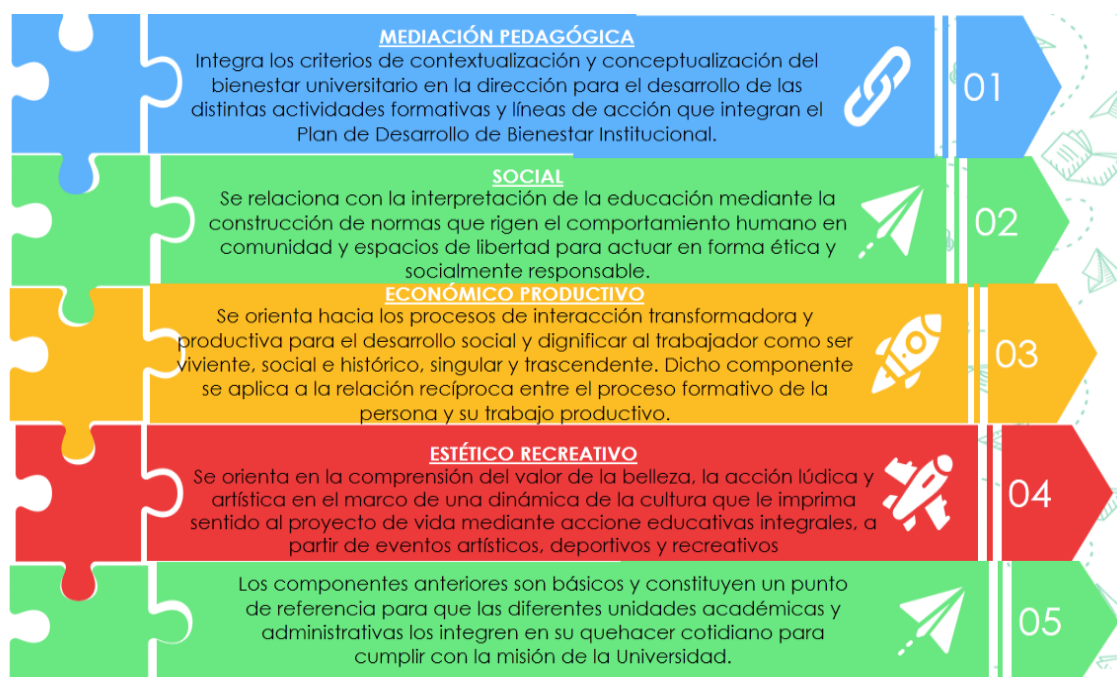 MEDIACIÓN PEDAGÓGICA
Integra los criterios de contextualización y conceptualización del
bienestar universitario en la dirección para el desarrollo de las
distintas actividades formativas y líneas de acción que integran el
Plan de Desarrollo de Bienestar Institucional.
01
SOCIAL
Se relaciona con la interpretación de la educación mediante la
construcción de normas que rigen el comportamiento humano en
comunidad y espacios de libertad para actuar en forma ética y
socialmente responsable.
02
ECONÓMICO PRODUCTIVO
Se orienta hacia los procesos de interacción transformadora y
productiva para el desarrollo social y dignificar al trabajador como ser
viviente, social e histórico, singular y trascendente. Dicho componente
se aplica a la relación recíproca entre el proceso formativo de la
persona y su trabajo productivo.
03
ESTÉTICO RECREATIVO
Se orienta en la comprensión del valor de la belleza, la acción lúdica y
artística en el marco de una dinámica de la cultura que le imprima
sentido al proyecto de vida mediante accione educativas integrales, a
partir de eventos artísticos, deportivos y recreativos
04
Los componentes anteriores son básicos y constituyen un punto
de referencia para que las diferentes unidades académicas y
administrativas los integren en su quehacer cotidiano para
cumplir con la misión de la Universidad.
05